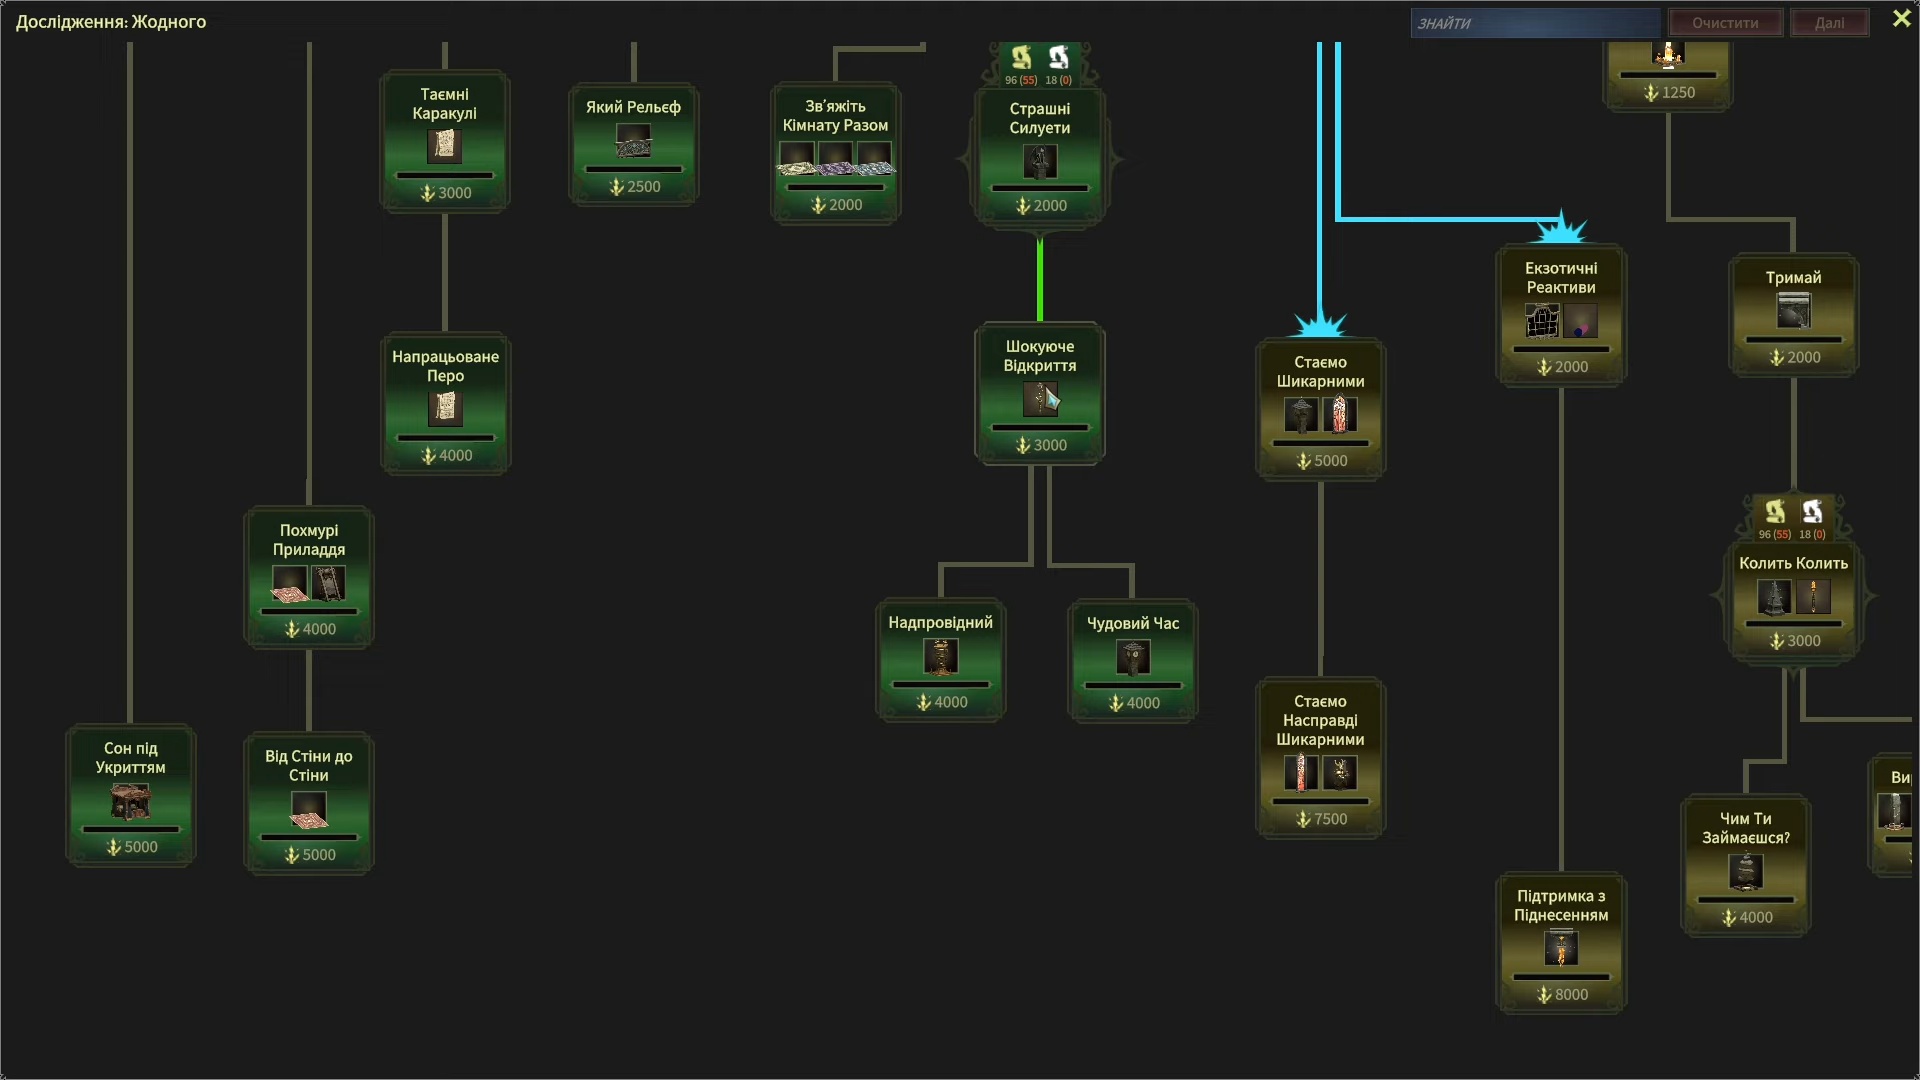 Дослідження: Жодного
ЗНАЙТИ
Очистити
Далі
Таємні
Каракулі
3000
Який Рельєф
2500
Зв'яжіть
Кімнату Разом
2000
96 (55) 18 (0)
Страшні
Силуети
2000
1250
Екзотичні
Реактиви
2000
Тримай
2000
Напрацьоване
Перо
4000
Шокуюче
Відкриття
3000
Стаємо
Шикарними
5000
Похмурі
Приладдя
4000
96 (55) 18 (0)
Колить Колить
3000
Надпровідний
4000
Чудовий Час
4000
Стаємо
Насправді
Шикарними
7500
Сон під
Укриттям
5000
Від Стіни до
Стіни
5000
Чим Ти
Займаєшся?
4000
Підтримка з
Піднесенням
8000